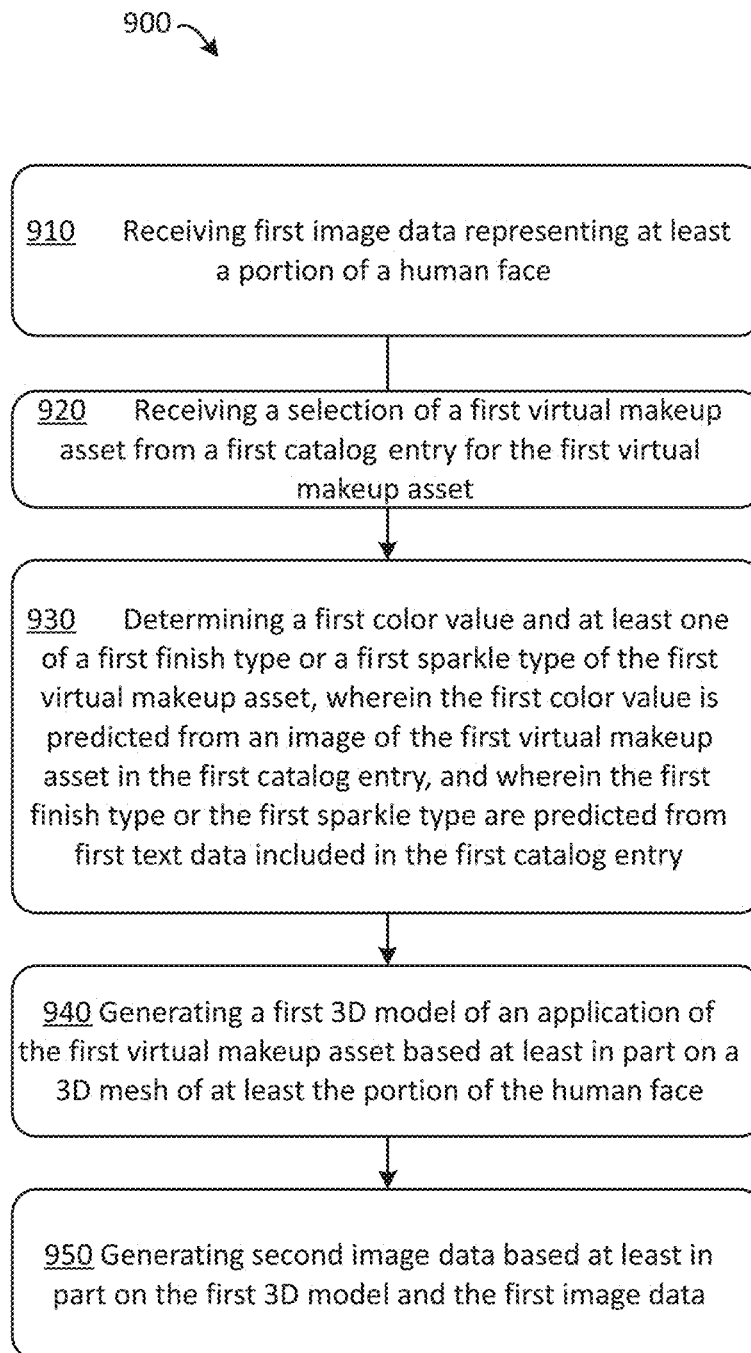 900
910 Receiving first image data representing at least
a portion of a human face
920 Receiving a selection of a first virtual makeup
asset from a first catalog entry for the first virtual
makeup asset
930 Determining a first color value and at least one
of a first finish type or a first sparkle type of the first
virtual makeup asset, wherein the first color value is
predicted from an image of the first virtual makeup
asset in the first catalog entry, and wherein the first
finish type or the first sparkle type are predicted from
first text data included in the first catalog entry
940 Generating a first 3D model of an application of
the first virtual makeup asset based at least in part on a
3D mesh of at least the portion of the human face
950 Generating second image data based at least in
part on the first 3D model and the first image data